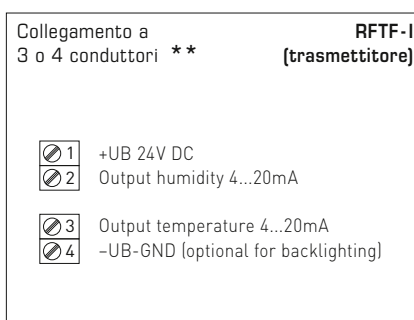 Collegamento a
3 o 4 conduttori **
RFTF-I
(trasmettitore)
1 +UB 24V DC
2 Output humidity 4...20mA
3 Output temperature 4...20mA
4 –UB-GND (optional for backlighting)